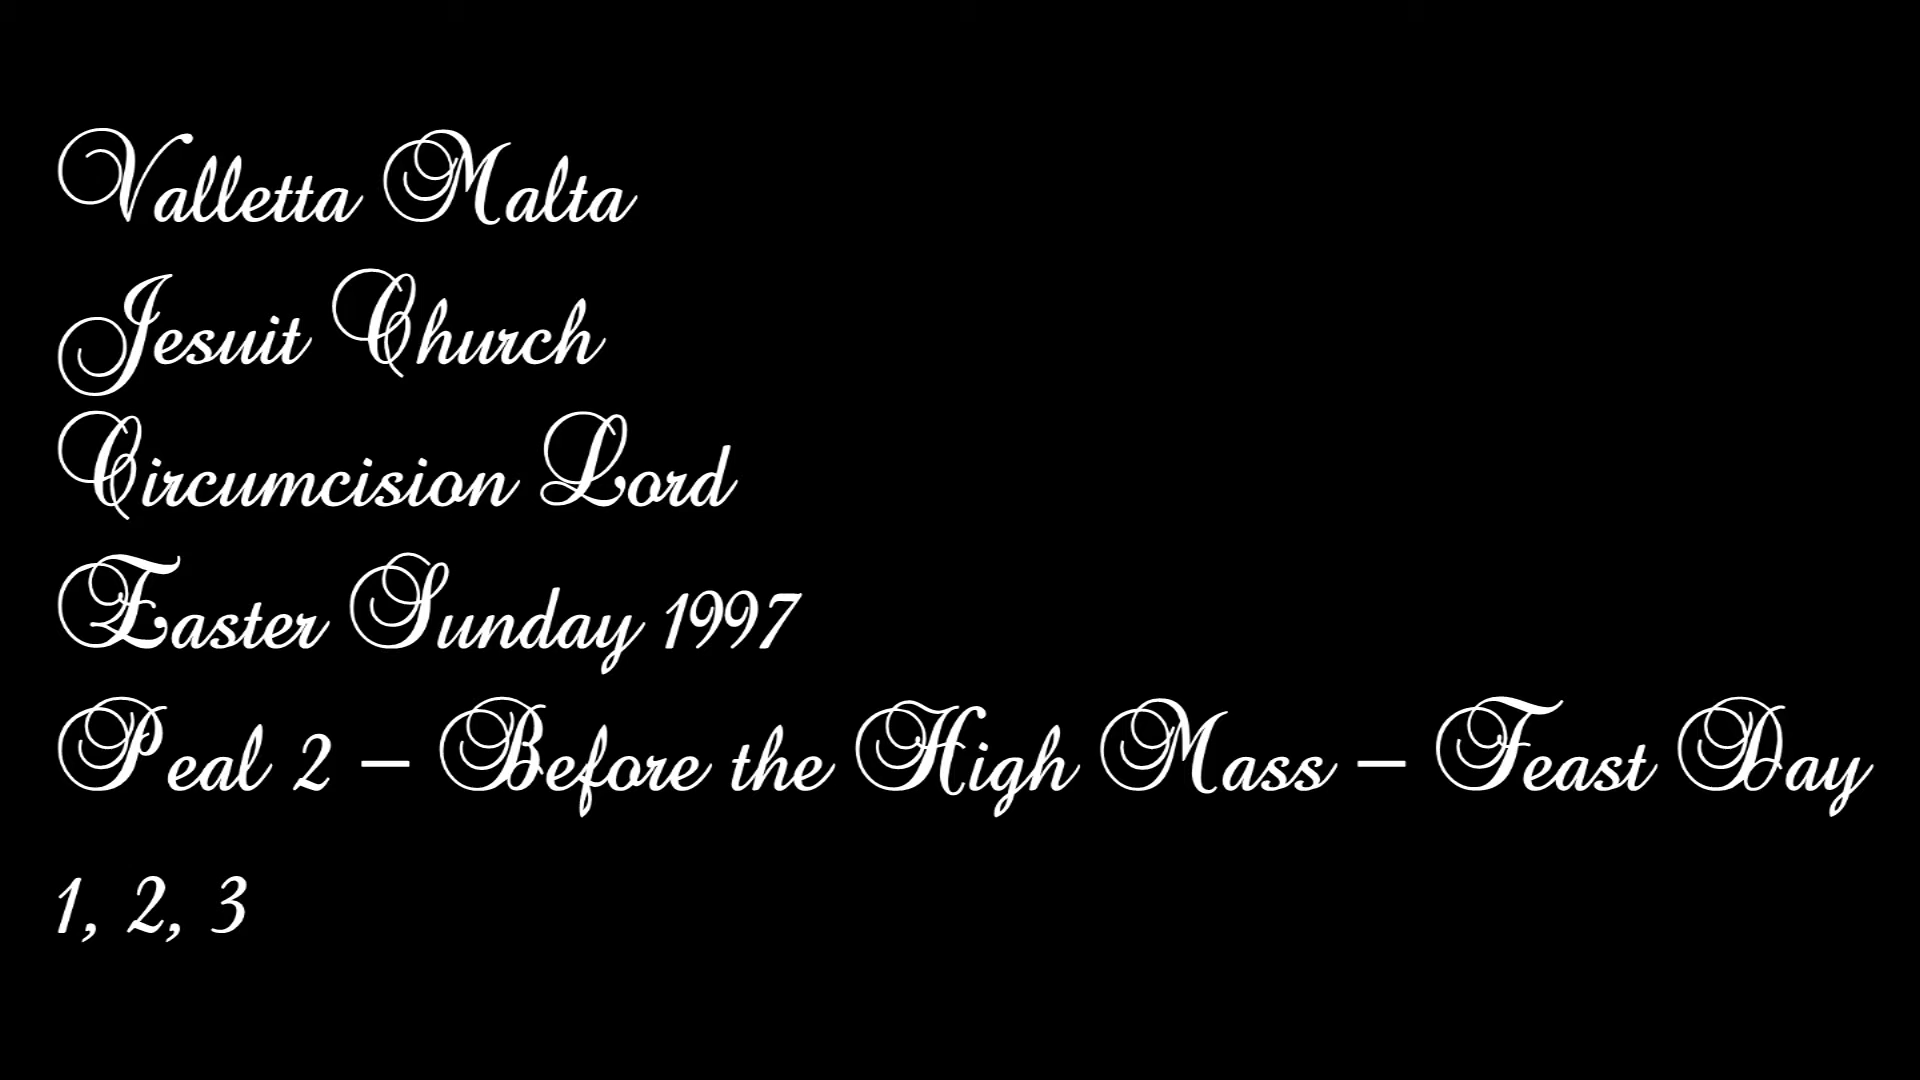 Valletta Malta
Jesuit Church
Circumcision Lord
Easter Sunday 1997
Peal 2 – Before the High Mass – Feast Day
1, 2, 3